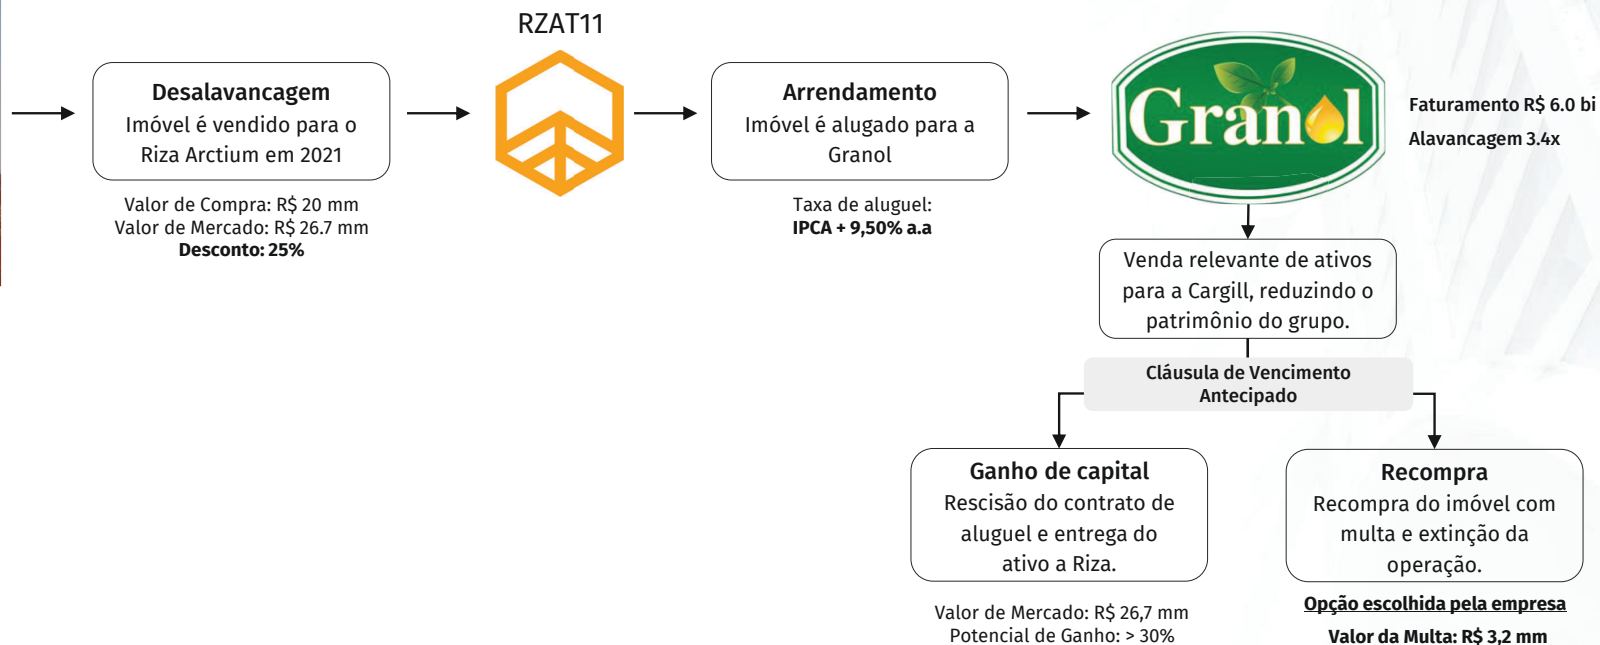 RZAT11
Desalavancagem
Imóvel é vendido para o
Riza Arctium em 2021
Valor de Compra: R$ 20 mm
Valor de Mercado: R$ 26.7 mm
Desconto: 25%
Arrendamento
Imóvel é alugado para a
Granol
Taxa de aluguel:
IPCA + 9,50% a.a
Granol
Faturamento R$ 6.0 bi
Alavancagem 3.4x
Venda relevante de ativos
para a Cargill, reduzindo o
patrimônio do grupo.
Cláusula de Vencimento
Antecipado
Ganho de capital
Rescisão do contrato de
aluguel e entrega do
ativo a Riza.
Valor de Mercado: R$ 26,7 mm
Potencial de Ganho: > 30%
Recompra
Recompra do imóvel com
multa e extinção da
operação.
Opção escolhida pela empresa
Valor da Multa: R$ 3,2 mm